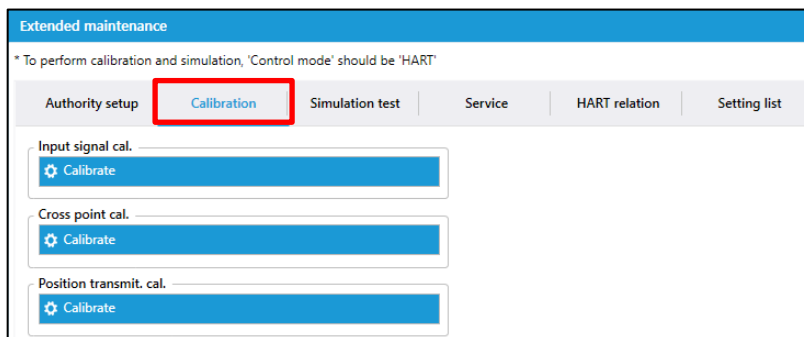 Extended maintenance
* To perform calibration and simulation, 'Control mode' should be 'HART'
Authority setup Calibration Simulation test Service HART relation Setting list
Input signal cal.
Calibrate
Cross point cal.
Calibrate
Position transmit. cal.
Calibrate